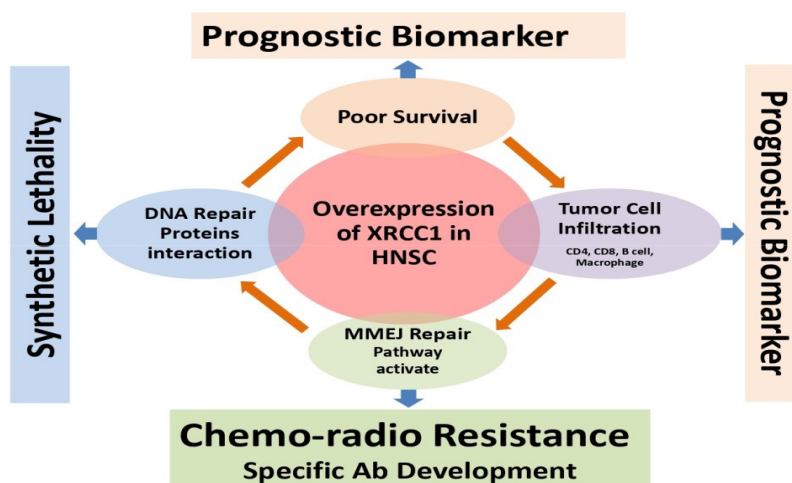 Prognostic Biomarker
Poor Survival
Synthetic Lethality
DNA Repair
Proteins
interaction
Overexpression
of XRCC1 in
HNSC
Tumor Cell
Infiltration
CD4, CD8, B cell,
Macrophage
Prognostic Biomarker
MMEJ Repair
Pathway
activate
Chemo-radio Resistance
Specific Ab Development